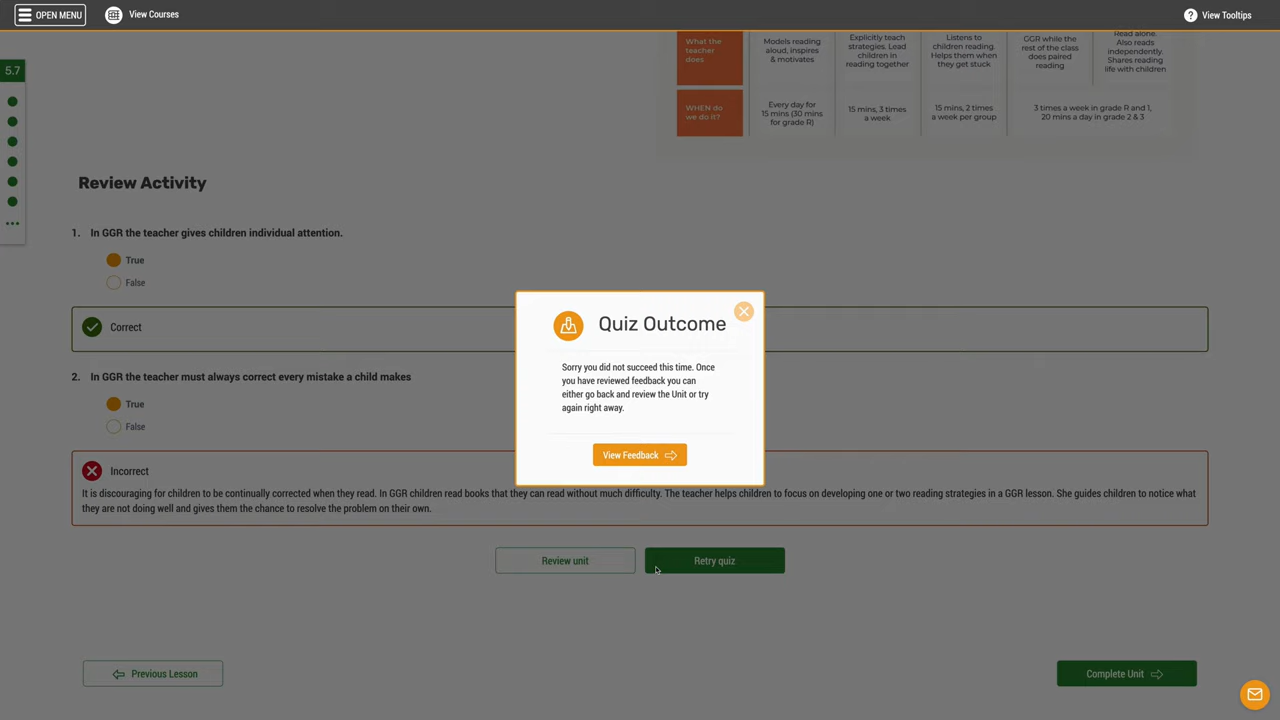 OPEN MENU
View Courses
View Tooltips
5.7
What the
teacher
does
Models reading
aloud, inspires
& motivates
Explicitly teach
strategies. Lead
children in
reading together
Listens to
children reading.
Helps them when
they get stuck
GGR while the
rest of the class
does paired
reading
Read alone.
Also reads
independently.
Shares reading
life with children
WHEN do
we do it?
Every day for
15 mins (30 mins
for grade R)
15 mins, 3 times
a week
15 mins, 2 times
a week per group
3 times a week in grade R and 1,
20 mins a day in grade 2 & 3
Review Activity
1. In GGR the teacher gives children individual attention.
True
False
Correct
2. In GGR the teacher must always correct every mistake a child makes
True
False
Incorrect
It is discouraging for children to be continually corrected when they read. In GGR children read books that they can read without much difficulty. The teacher helps children to focus on developing one or two reading strategies in a GGR lesson. She guides children to notice what
they are not doing well and gives them the chance to resolve the problem on their own.
Quiz Outcome
Sorry you did not succeed this time. Once
you have reviewed feedback you can
either go back and review the Unit or try
again right away.
View Feedback
Review unit
Retry quiz
Previous Lesson
Complete Unit